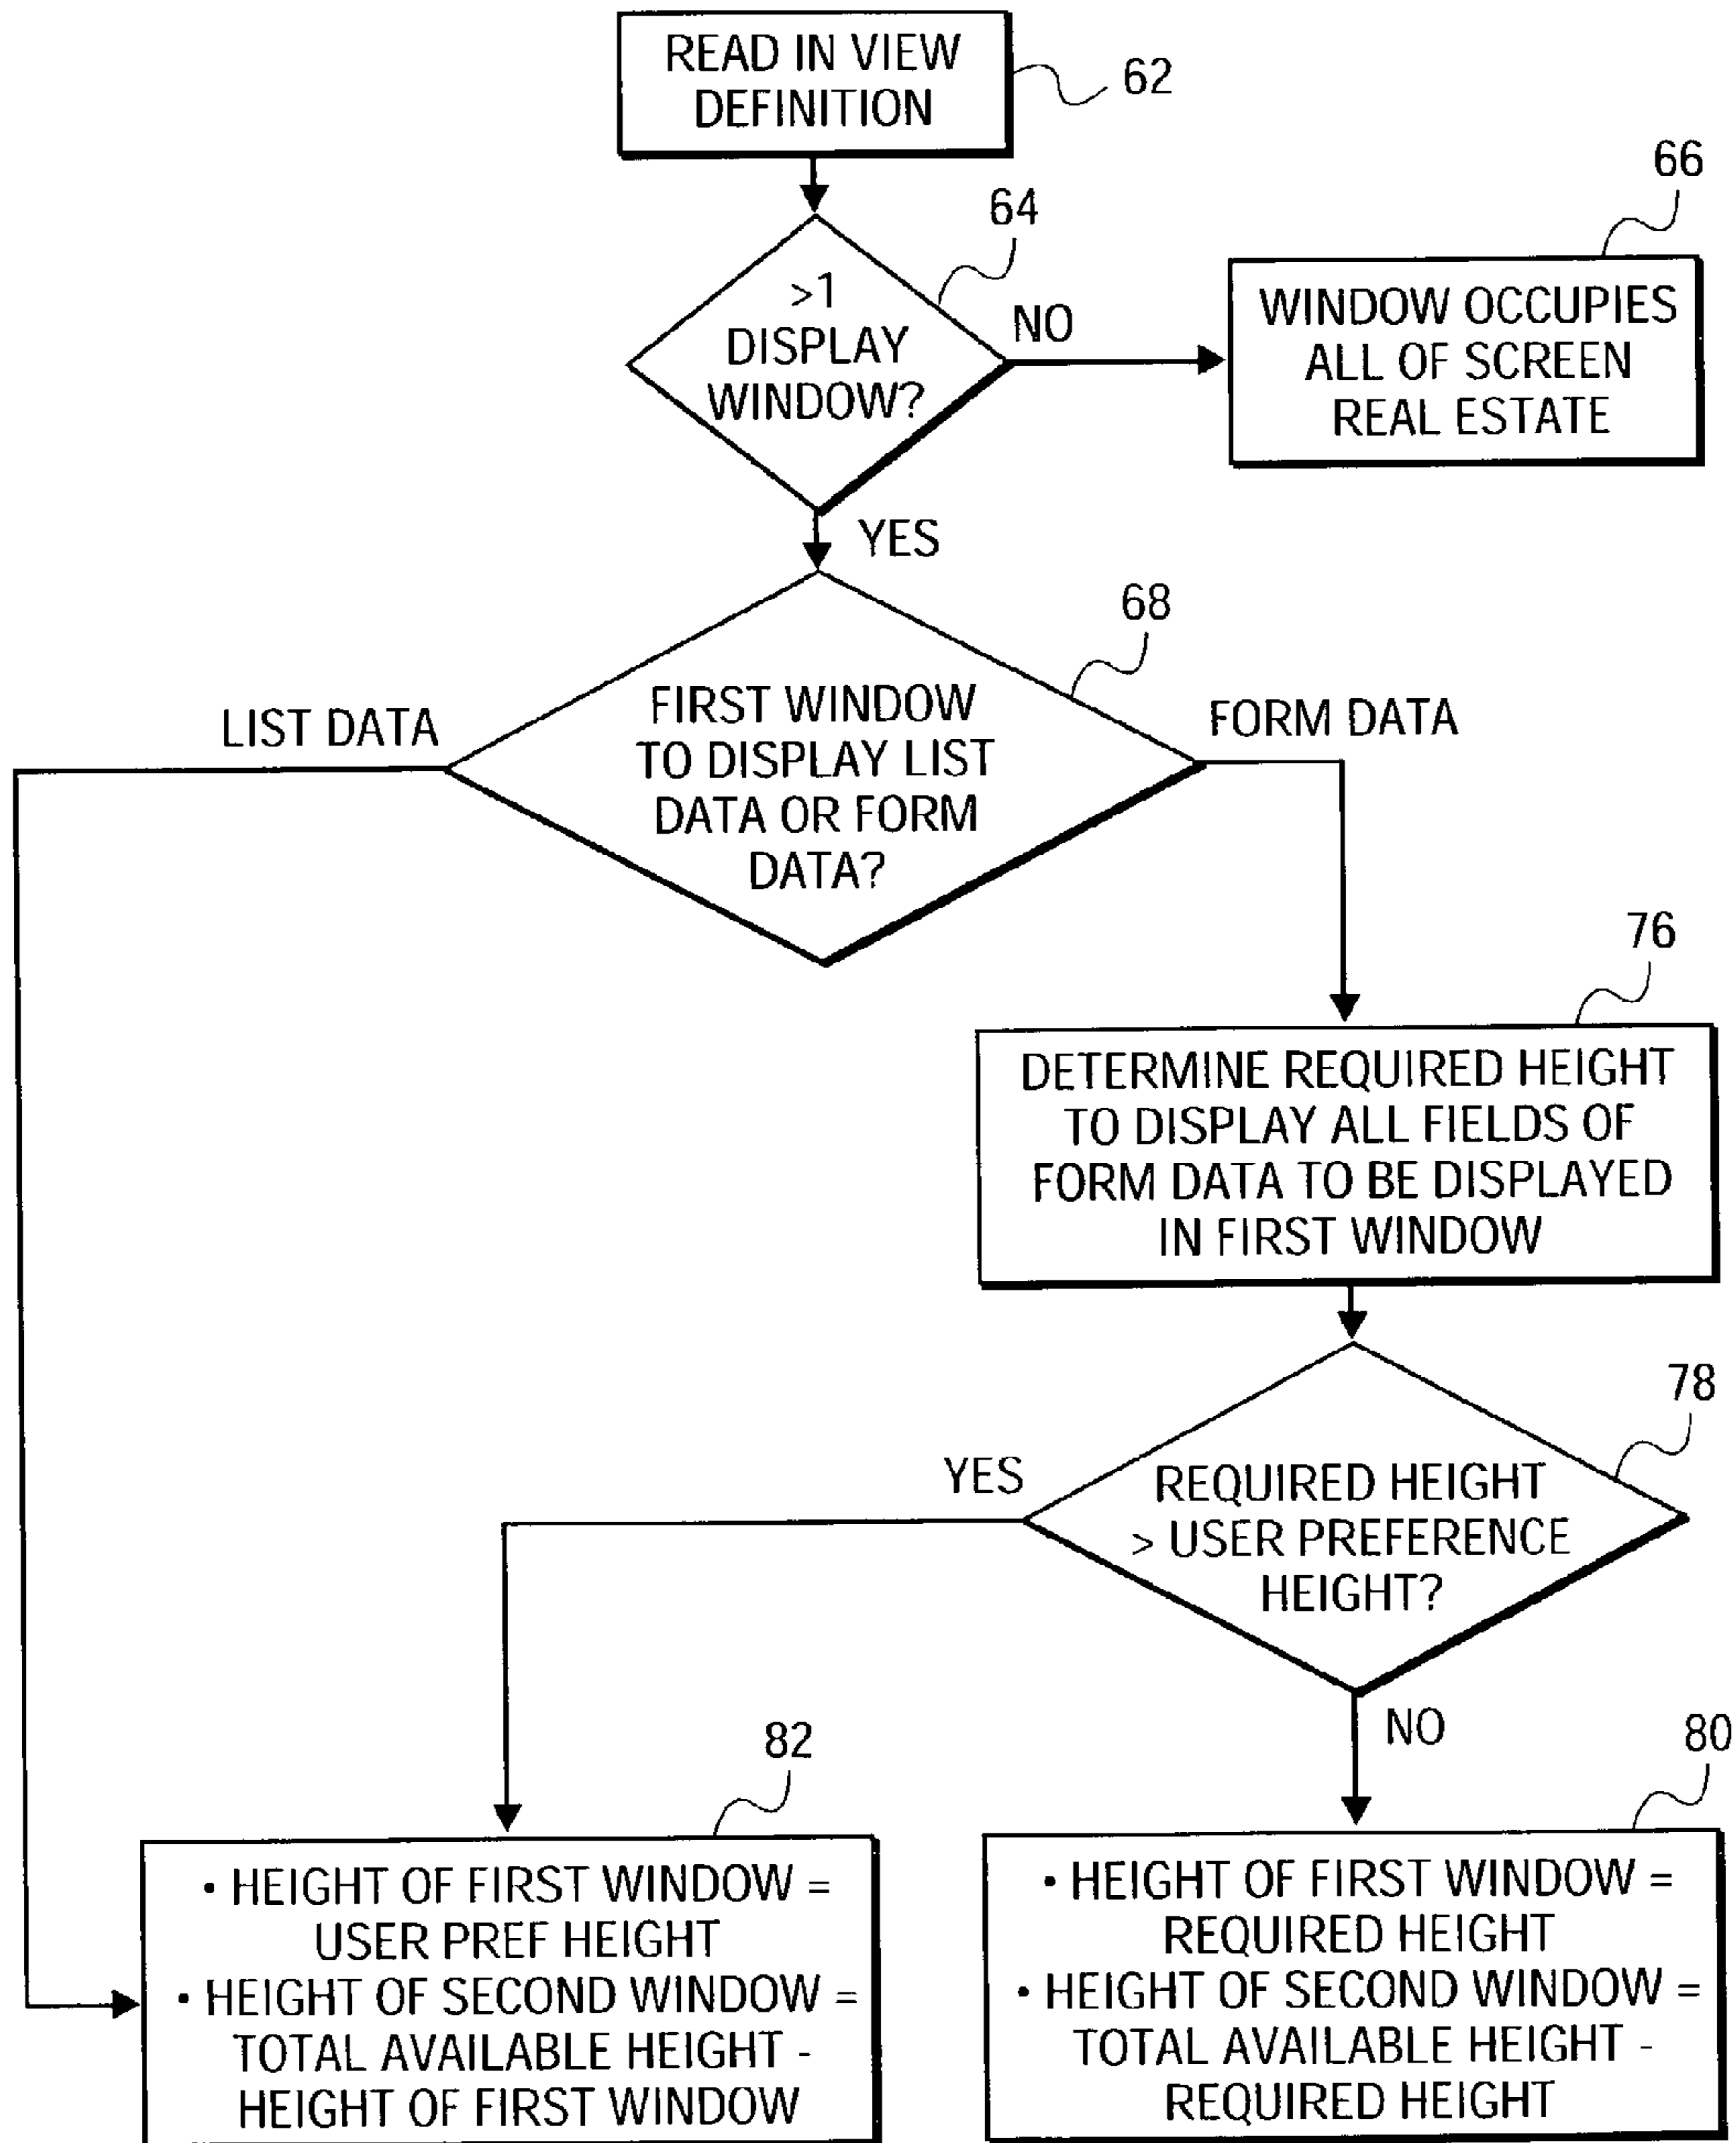 READ IN VIEW
DEFINITION
62
>1
DISPLAY
WINDOW?
64
NO
WINDOW OCCUPIES
ALL OF SCREEN
REAL ESTATE
66
YES
FIRST WINDOW
TO DISPLAY LIST
DATA OR FORM
DATA?
68
LIST DATA
FORM DATA
DETERMINE REQUIRED HEIGHT
TO DISPLAY ALL FIELDS OF
FORM DATA TO BE DISPLAYED
IN FIRST WINDOW
76
REQUIRED HEIGHT
> USER PREFERENCE
HEIGHT?
78
YES
NO
82
• HEIGHT OF FIRST WINDOW =
USER PREF HEIGHT
• HEIGHT OF SECOND WINDOW =
TOTAL AVAILABLE HEIGHT -
HEIGHT OF FIRST WINDOW
80
• HEIGHT OF FIRST WINDOW =
REQUIRED HEIGHT
• HEIGHT OF SECOND WINDOW =
TOTAL AVAILABLE HEIGHT -
REQUIRED HEIGHT